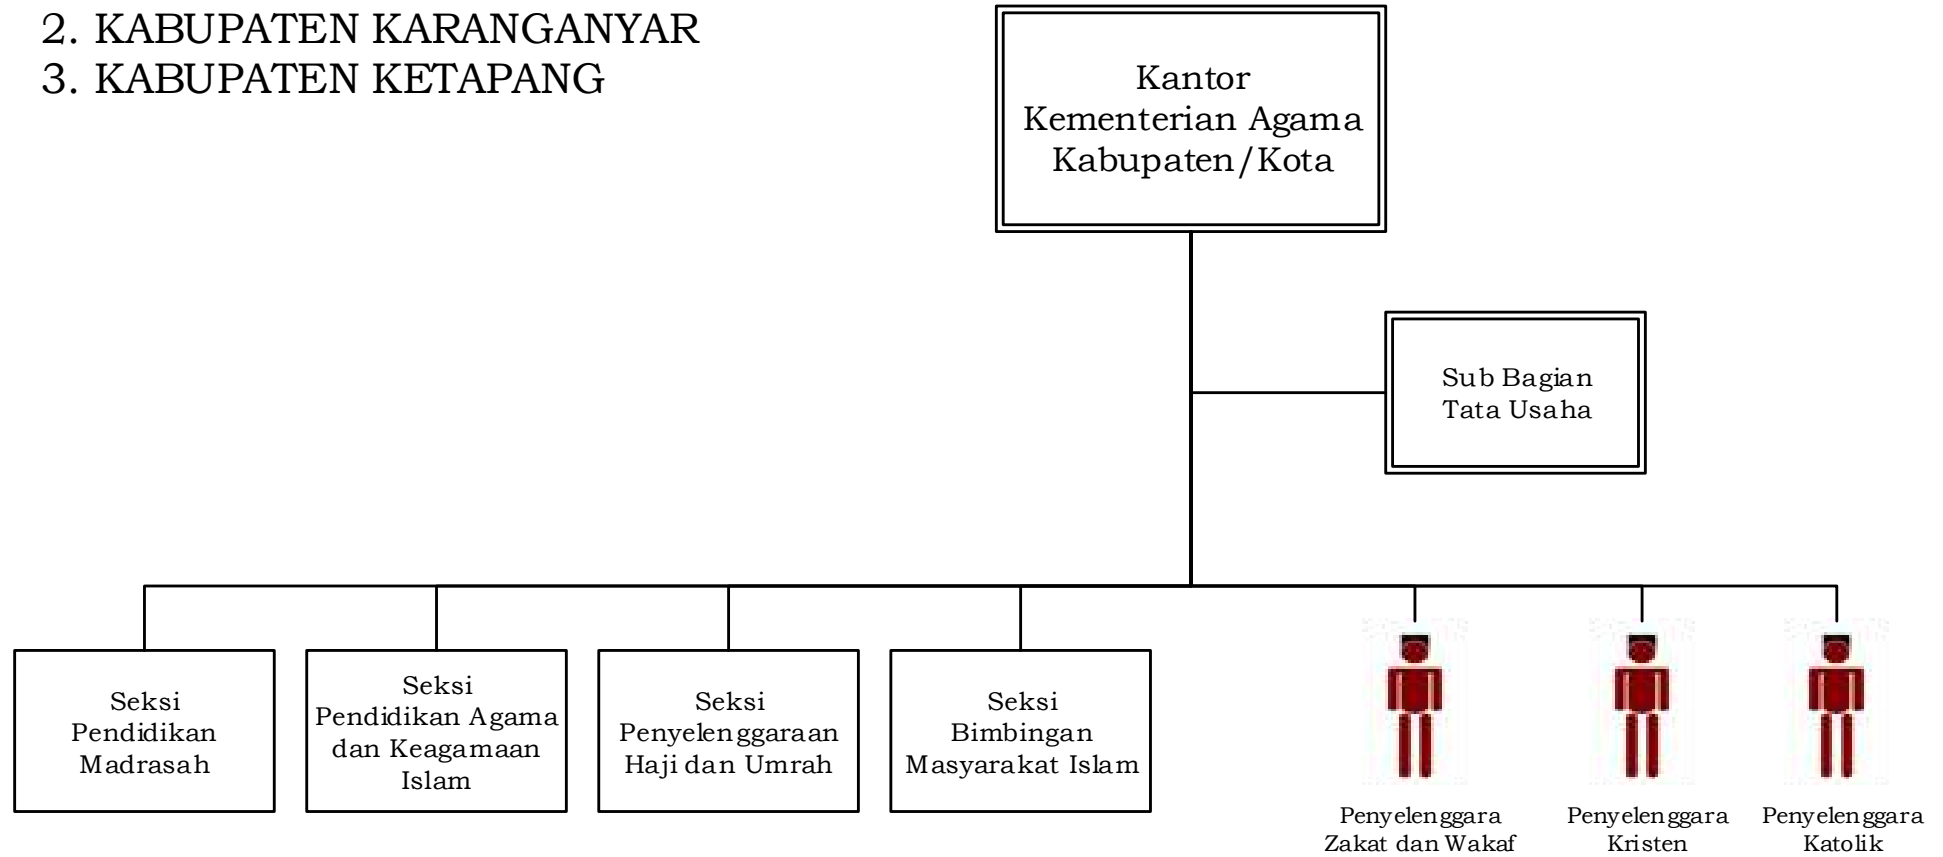 2. KABUPATEN KARANGANYAR
3. KABUPATEN KETAPANG
Kantor
Kementerian Agama
Kabupaten/Kota
Sub Bagian
Tata Usaha
Seksi
Pendidikan
Madrasah
Seksi
Pendidikan Agama
dan Keagamaan
Islam
Seksi
Penyelenggaraan
Haji dan Umrah
Seksi
Bimbingan
Masyarakat Islam
Penyelenggara
Zakat dan Wakaf
Penyelenggara
Kristen
Penyelenggara
Katolik